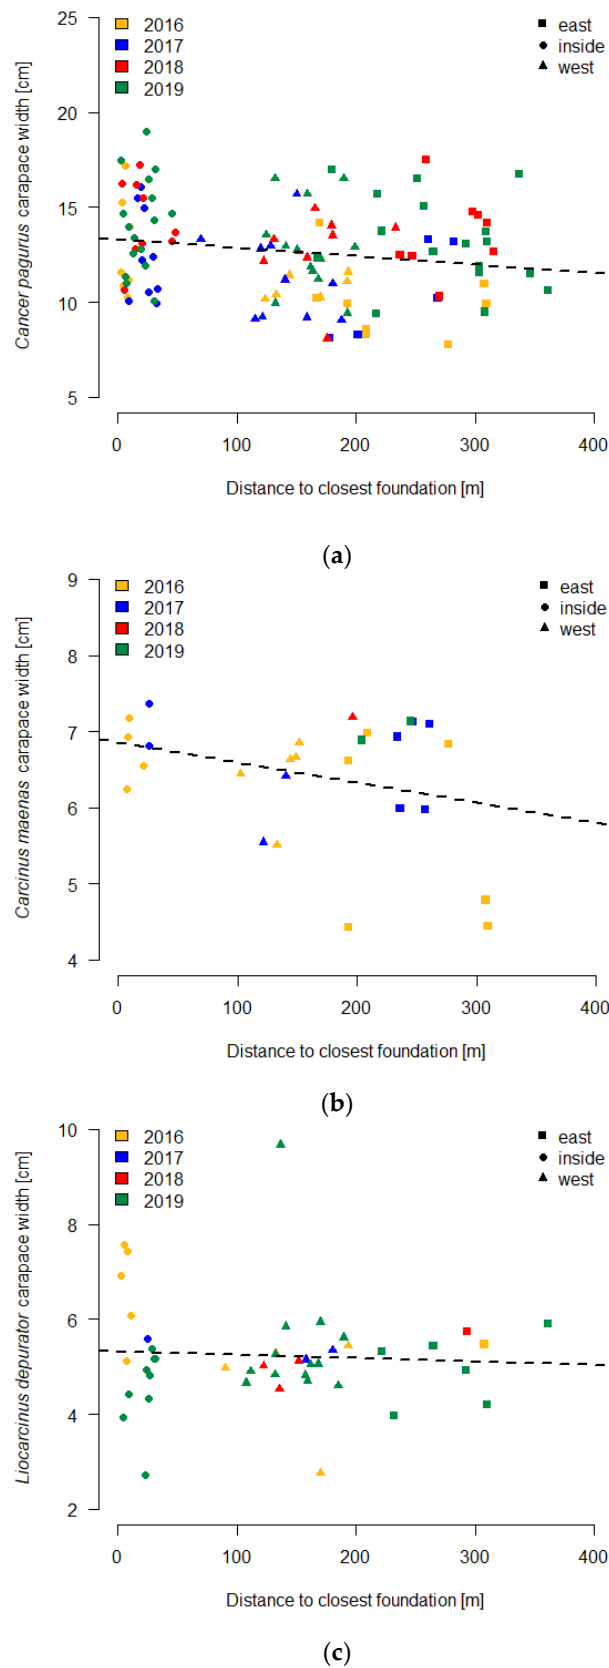 25
20
15
10
5
Cancer pagurus carapace width [cm]
2016
2017
2018
2019
east
inside
west
0 100 200 300 400
Distance to closest foundation [m]
(a)
9
8
7
6
5
4
Carcinus maenas carapace width [cm]
2016
2017
2018
2019
east
inside
west
0 100 200 300 400
Distance to closest foundation [m]
(b)
10
8
6
4
2
Liocarcinus depurator carapace width [cm]
2016
2017
2018
2019
east
inside
west
0 100 200 300 400
Distance to closest foundation [m]
(c)